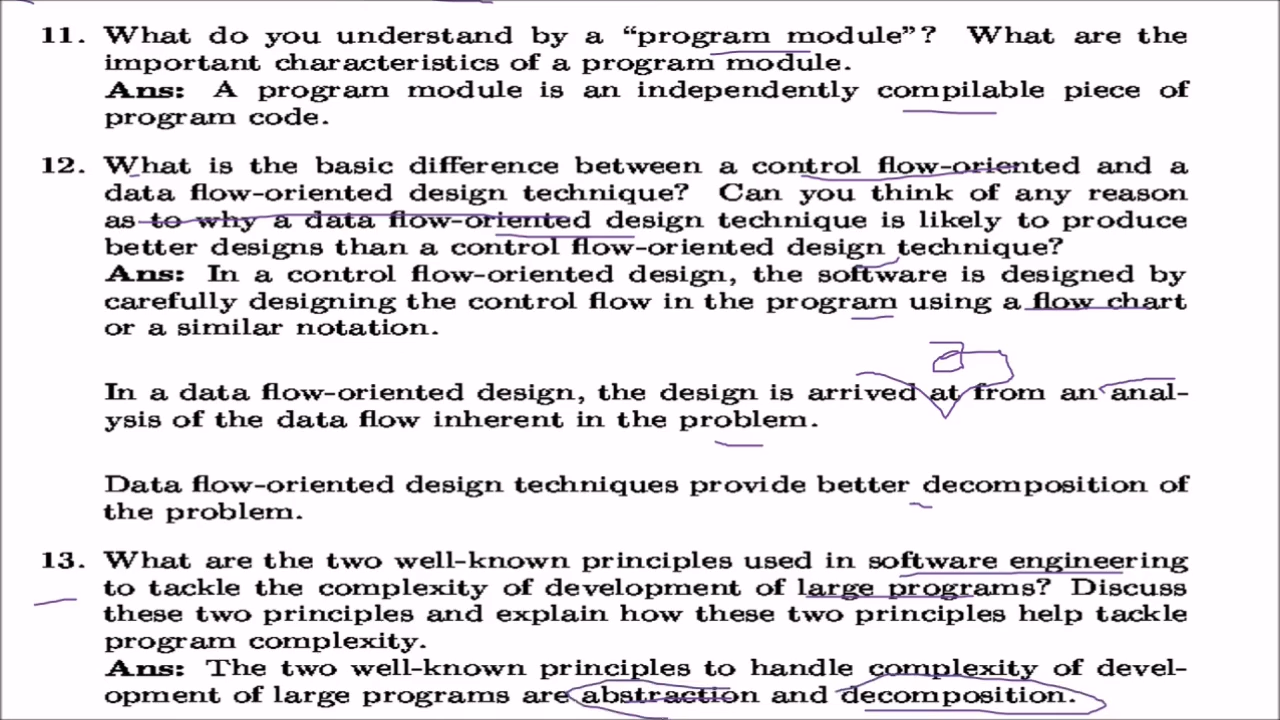 11. What do you understand by a “program module”? What are the
important characteristics of a program module.
Ans: A program module is an independently compilable piece of
program code.
12. What is the basic difference between a control flow-oriented and a
data flow-oriented design technique? Can you think of any reason
as to why a data flow-oriented design technique is likely to produce
better designs than a control flow-oriented design technique?
Ans: In a control flow-oriented design, the software is designed by
carefully designing the control flow in the program using a flow chart
or a similar notation.
In a data flow-oriented design, the design is arrived at from an anal-
ysis of the data flow inherent in the problem.
Data flow-oriented design techniques provide better decomposition of
the problem.
13. What are the two well-known principles used in software engineering
to tackle the complexity of development of large programs? Discuss
these two principles and explain how these two principles help tackle
program complexity.
Ans: The two well-known principles to handle complexity of devel-
opment of large programs are abstraction and decomposition.